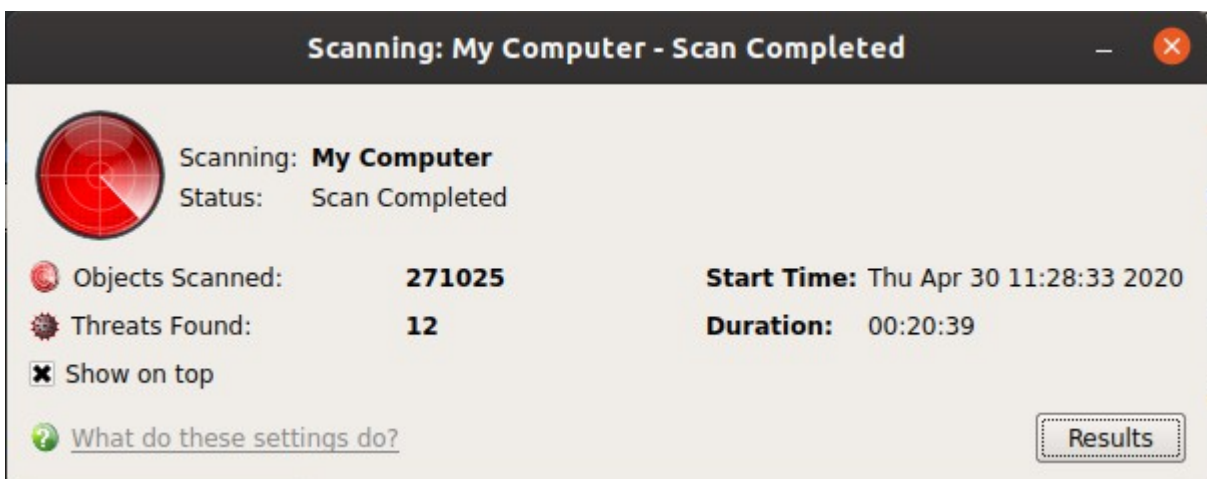 Scanning: My Computer - Scan Completed
Scanning: My Computer
Status: Scan Completed
Objects Scanned: 271025 Start Time: Thu Apr 30 11:28:33 2020
Threats Found: 12 Duration: 00:20:39
Show on top
What do these settings do?
Results